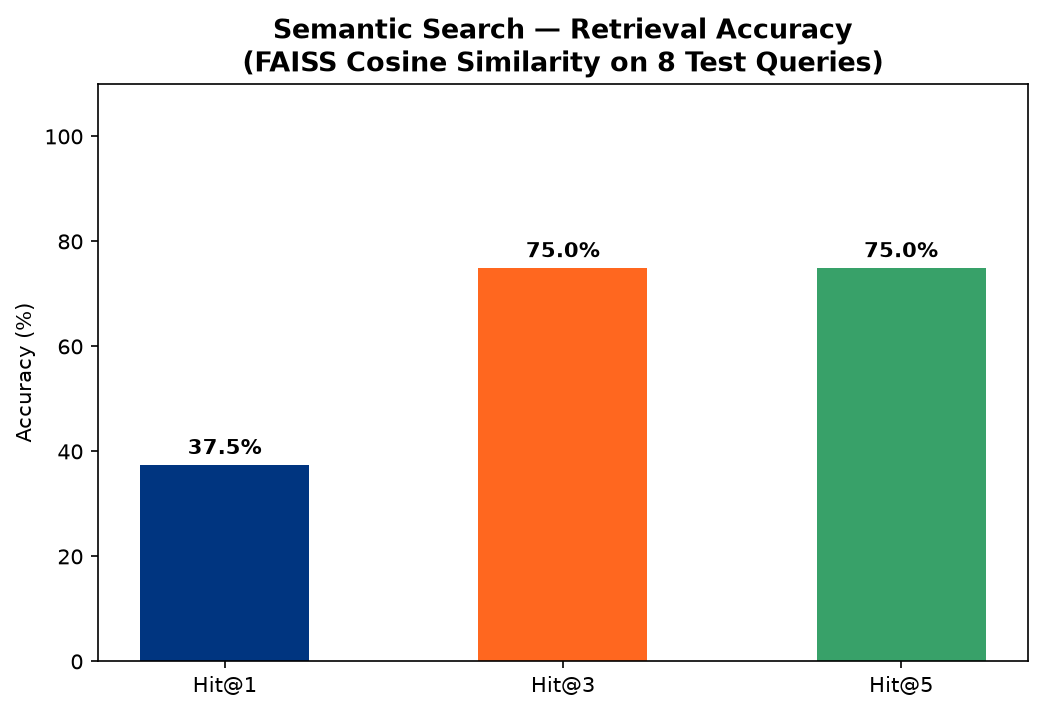 Semantic Search — Retrieval Accuracy
(FAISS Cosine Similarity on 8 Test Queries)
Accuracy (%)
100
80
60
40
20
0
37.5%
75.0%
75.0%
Hit@1
Hit@3
Hit@5